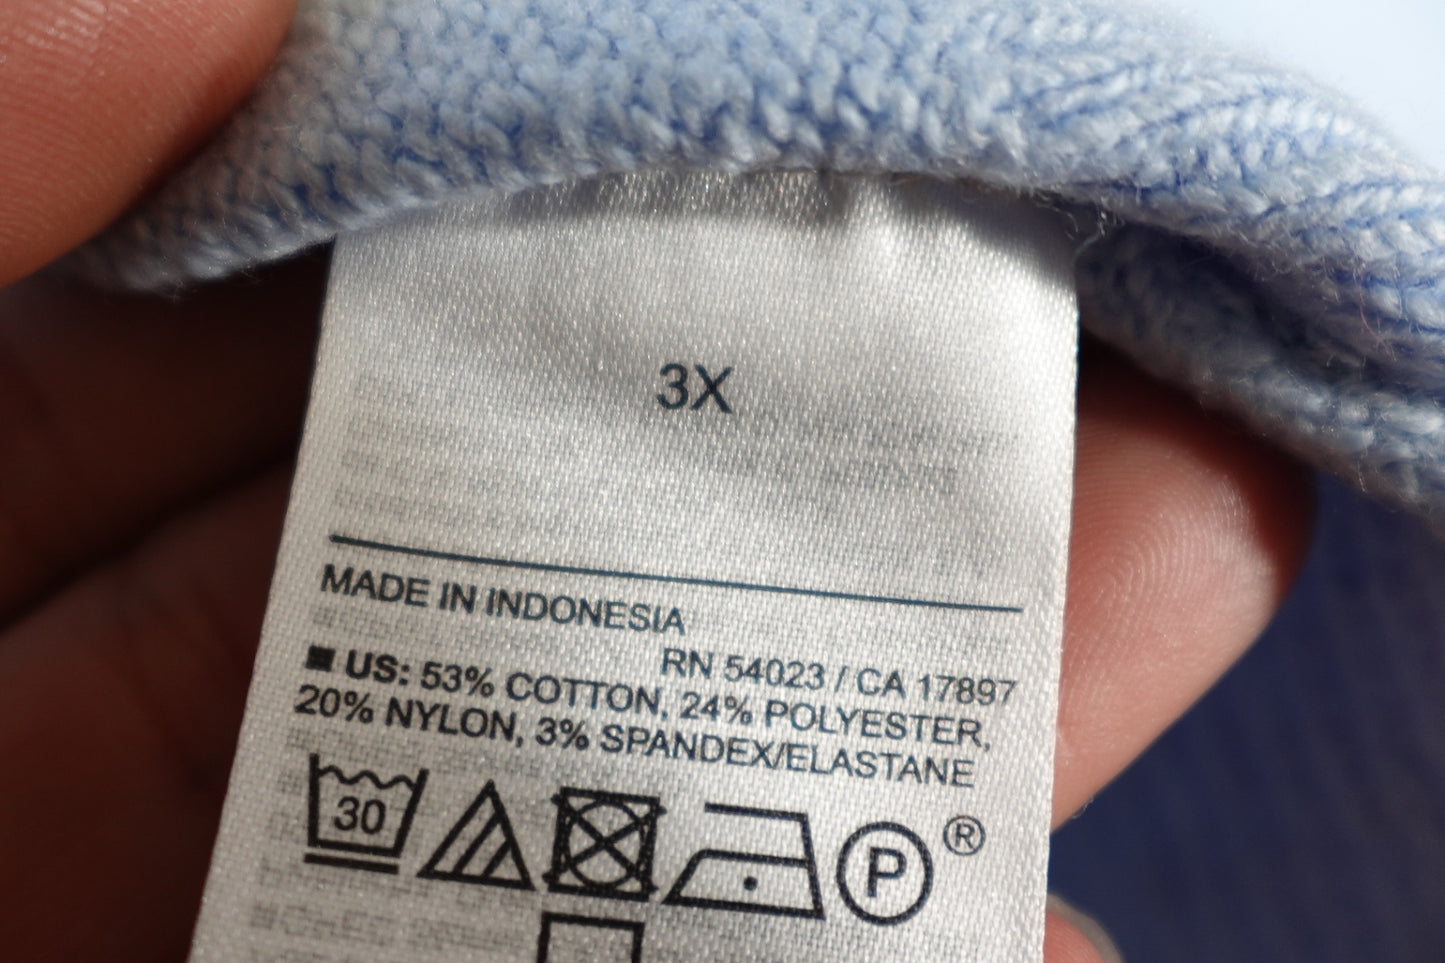 3X
MADE IN INDONESIA
RN 54023 / CA 17897
■ US: 53% COTTON, 24% POLYESTER,
20% NYLON, 3% SPANDEX/ELASTANE
30
P
®